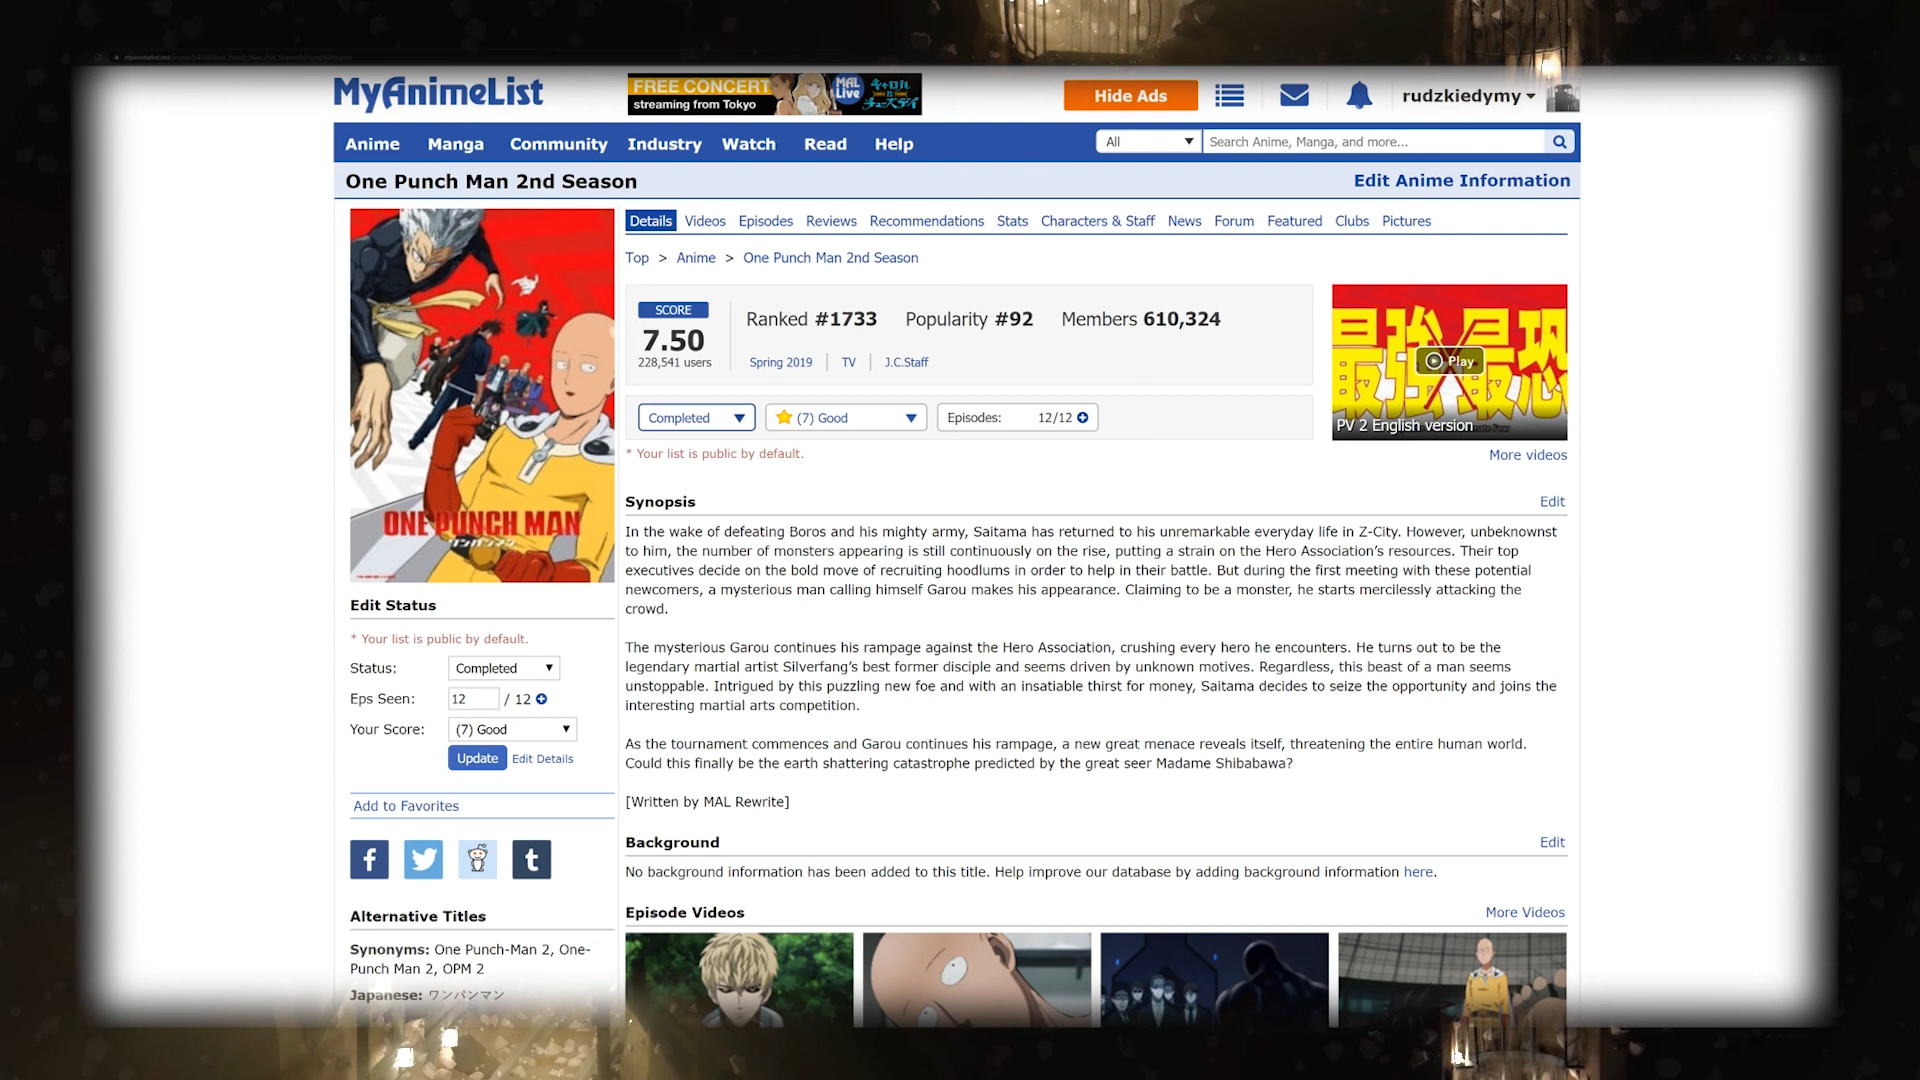 MyAnimeList
FREE CONCERT
streaming from Tokyo
MAL Live
キャロル&チューズデイ
Hide Ads
rudzkiedymy
Anime Manga Community Industry Watch Read Help
All
Search Anime, Manga, and more...
One Punch Man 2nd Season
Edit Anime Information
Details Videos Episodes Reviews Recommendations Stats Characters & Staff News Forum Featured Clubs Pictures
Top > Anime > One Punch Man 2nd Season
SCORE
7.50
228,541 users
Ranked #1733 Popularity #92 Members 610,324
Spring 2019 | TV | J.C.Staff
Completed
(7) Good
Episodes: 12/12
* Your list is public by default.
最強 X 最恐
Play
PV 2 English version
More videos
Synopsis
Edit
In the wake of defeating Boros and his mighty army, Saitama has returned to his unremarkable everyday life in Z-City. However, unbeknownst
to him, the number of monsters appearing is still continuously on the rise, putting a strain on the Hero Association's resources. Their top
executives decide on the bold move of recruiting hoodlums in order to help in their battle. But during the first meeting with these potential
newcomers, a mysterious man calling himself Garou makes his appearance. Claiming to be a monster, he starts mercilessly attacking the
crowd.
The mysterious Garou continues his rampage against the Hero Association, crushing every hero he encounters. He turns out to be the
legendary martial artist Silverfang's best former disciple and seems driven by unknown motives. Regardless, this beast of a man seems
unstoppable. Intrigued by this puzzling new foe and with an insatiable thirst for money, Saitama decides to seize the opportunity and joins the
interesting martial arts competition.
As the tournament commences and Garou continues his rampage, a new great menace reveals itself, threatening the entire human world.
Could this finally be the earth shattering catastrophe predicted by the great seer Madame Shibabawa?
[Written by MAL Rewrite]
Background
Edit
No background information has been added to this title. Help improve our database by adding background information here.
Episode Videos
More Videos
ONE PUNCH MAN
ワンパンマン
Edit Status
* Your list is public by default.
Status: Completed
Eps Seen: 12 / 12
Your Score: (7) Good
Update Edit Details
Add to Favorites
Alternative Titles
Synonyms: One Punch-Man 2, One-
Punch Man 2, OPM 2
Japanese: ワンパンマン